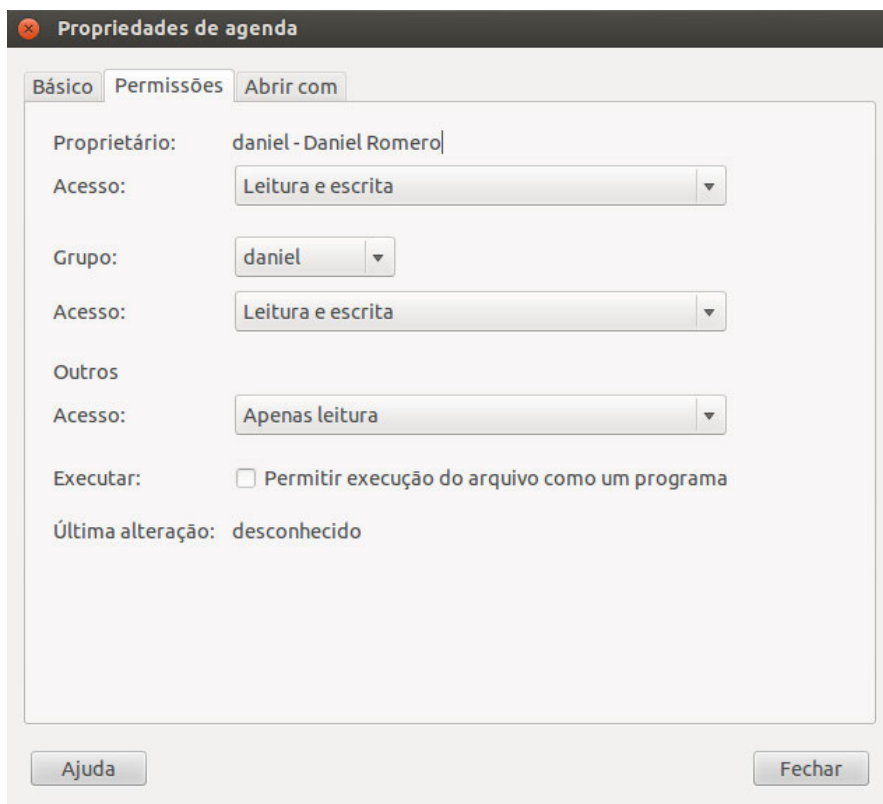 Propriedades de agenda
Básico Permissões Abrir com
Proprietário: daniel - Daniel Romero
Acesso: Leitura e escrita
Grupo: daniel
Acesso: Leitura e escrita
Outros
Acesso: Apenas leitura
Executar: Permitir execução do arquivo como um programa
Última alteração: desconhecido
Ajuda Fechar